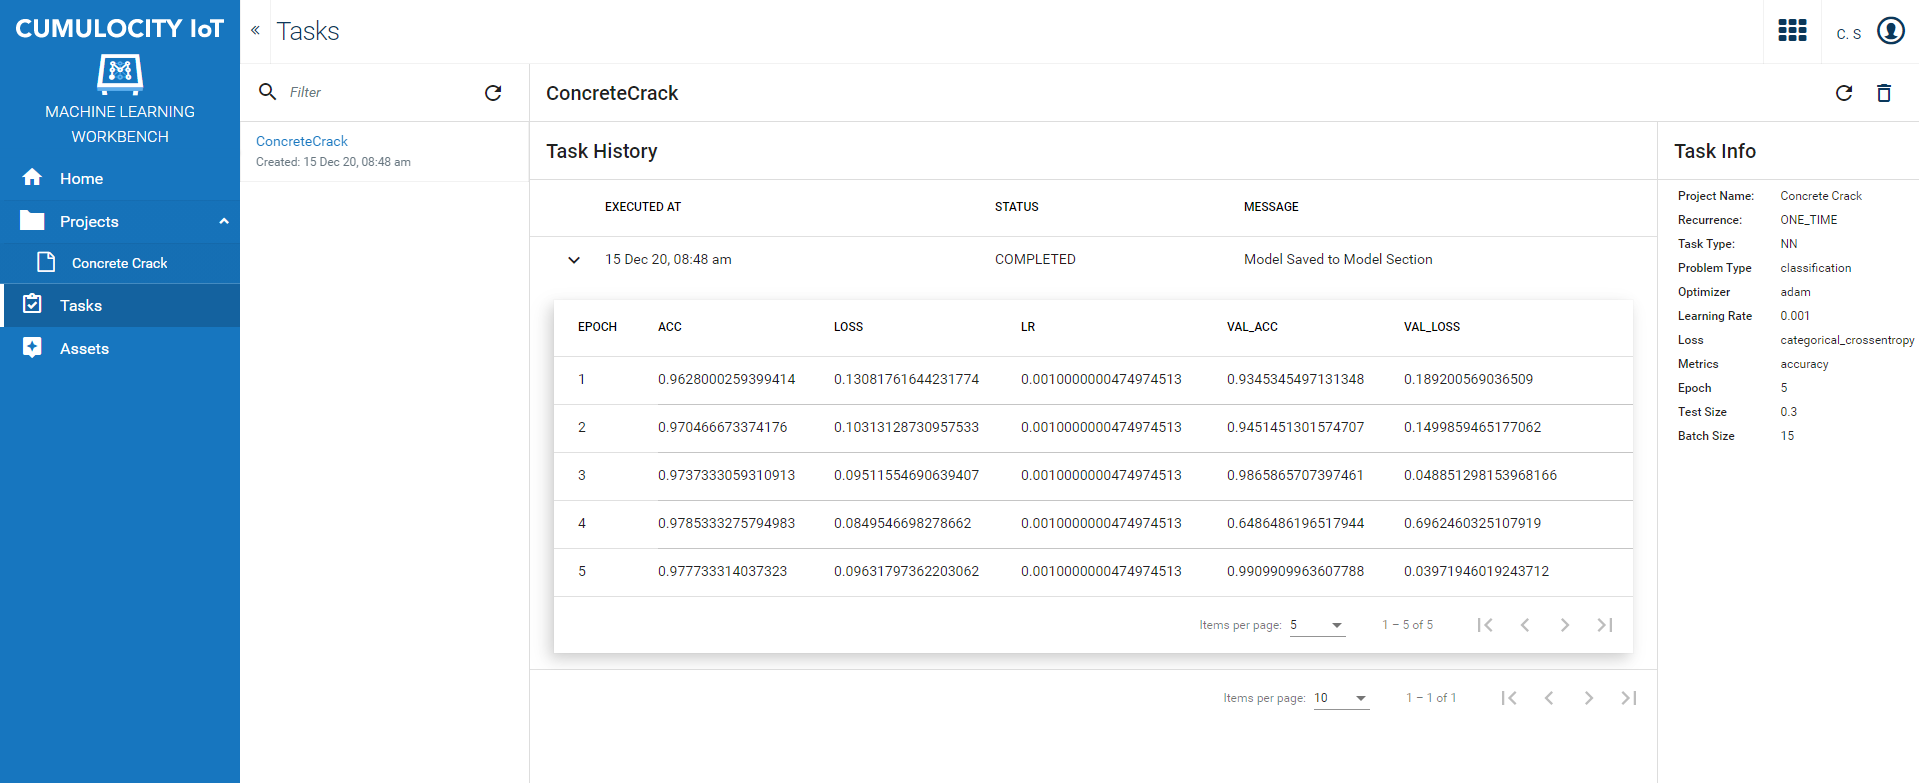 CUMULOCITY IoT
MACHINE LEARNING
WORKBENCH
Home
Projects
Concrete Crack
Tasks
Assets
« Tasks
C. S
Filter
ConcreteCrack
Created: 15 Dec 20, 08:48 am
ConcreteCrack
Task History
EXECUTED AT STATUS MESSAGE
15 Dec 20, 08:48 am COMPLETED Model Saved to Model Section
EPOCH ACC LOSS LR VAL_ACC VAL_LOSS
1 0.9628000259399414 0.13081761644231774 0.0010000000474974513 0.9345345497131348 0.189200569036509
2 0.970466673374176 0.10313128730957533 0.0010000000474974513 0.9451451301574707 0.1499859465177062
3 0.9737333059310913 0.09511554690639407 0.0010000000474974513 0.9865865707397461 0.048851298153968166
4 0.9785333275794983 0.0849546698278662 0.0010000000474974513 0.6486486196517944 0.6962460325107919
5 0.977733314037323 0.09631797362203062 0.0010000000474974513 0.9909909963607788 0.03971946019243712
Items per page: 5 1 – 5 of 5
Items per page: 10 1 – 1 of 1
Task Info
Project Name: Concrete Crack
Recurrence: ONE_TIME
Task Type: NN
Problem Type classification
Optimizer adam
Learning Rate 0.001
Loss categorical_crossentropy
Metrics accuracy
Epoch 5
Test Size 0.3
Batch Size 15